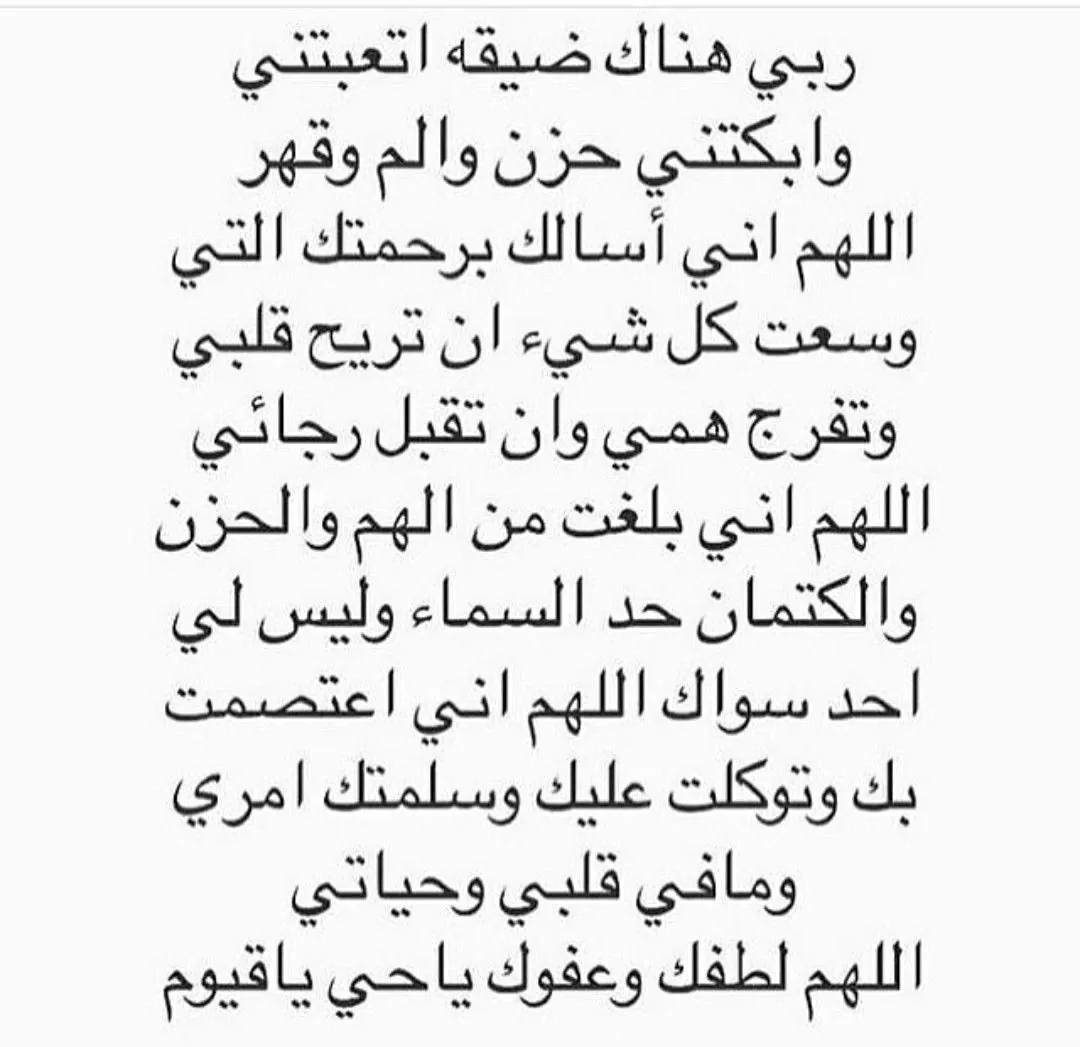 ربي هناك ضيقه اتعبتني
وابكتني حزن والم وقهر
اللهم اني أسالك برحمتك التي
وسعت كل شيء ان تريح قلبي
وتفرج همي وان تقبل رجائي
اللهم اني بلغت من الهم والحزن
والكتمان حد السماء وليس لي
احد سواك اللهم اني اعتصمت
بك وتوكلت عليك وسلمتك امري
ومافي قلبي وحياتي
اللهم لطفك وعفوك ياحي ياقيوم